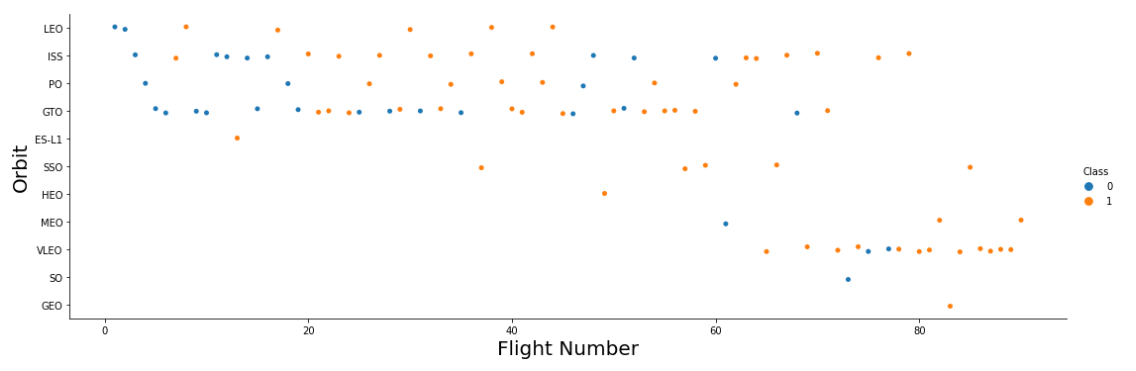 LEO
ISS
PO
GTO
ES-L1
SSO
HEO
MEO
VLEO
SO
GEO
Orbit
0 20 40 60 80
Flight Number
Class
0
1